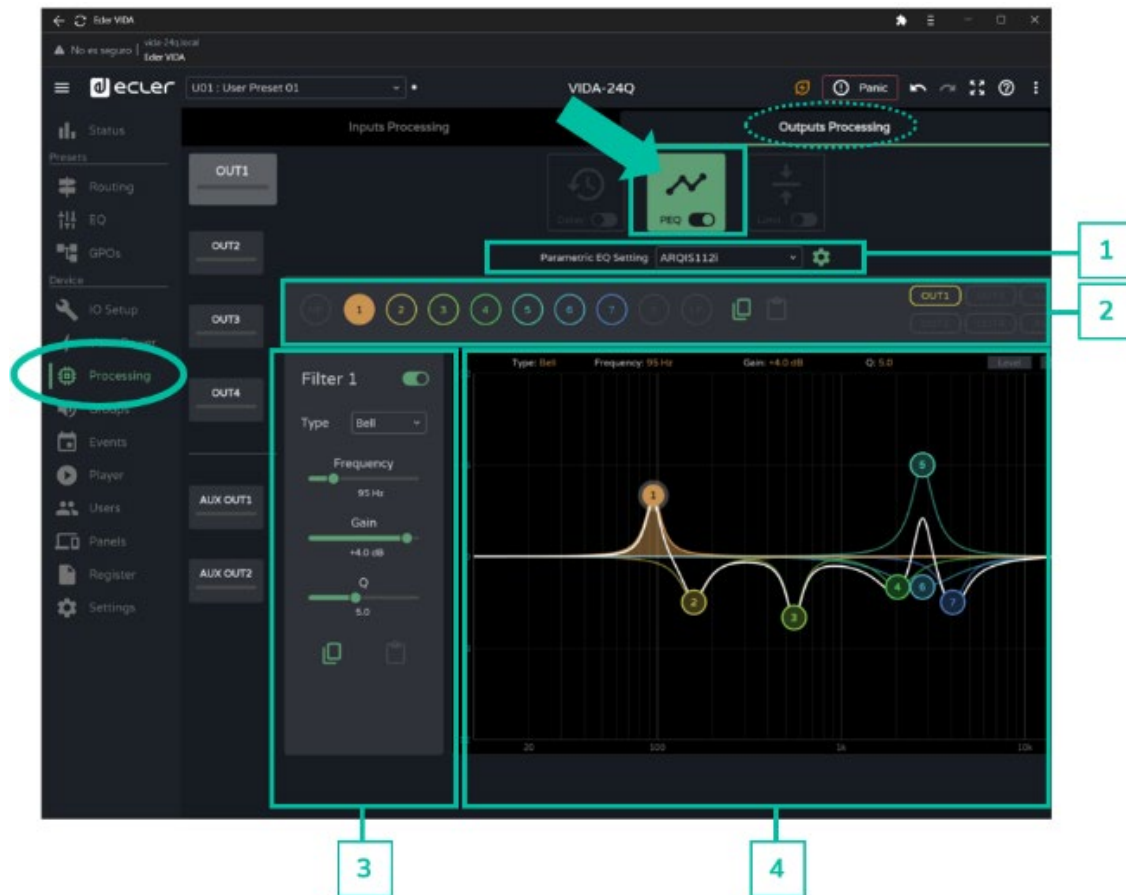 Ecler VIDA
No es seguro
vida-24q.local
Ecler VIDA
ecler
U01 : User Preset 01
VIDA-24Q
Panic
Status
Inputs Processing
Outputs Processing
Presets
Routing
EQ
GPOs
Device
IO Setup
Processing
Groups
Events
Player
Users
Panels
Register
Settings
OUT1
OUT2
OUT3
OUT4
AUX OUT1
AUX OUT2
Delay
PEQ
Limit
Parametric EQ Setting
ARQIS112i
1
HP
1
2
3
4
5
6
7
LP
OUT1
2
Filter 1
Type
Bell
Frequency
95 Hz
Gain
+4.0 dB
Q
5.0
Type: Bell
Frequency: 95 Hz
Gain: +4.0 dB
Q: 5.0
Level
1
2
3
4
5
6
7
20
100
1k
10k
3
4